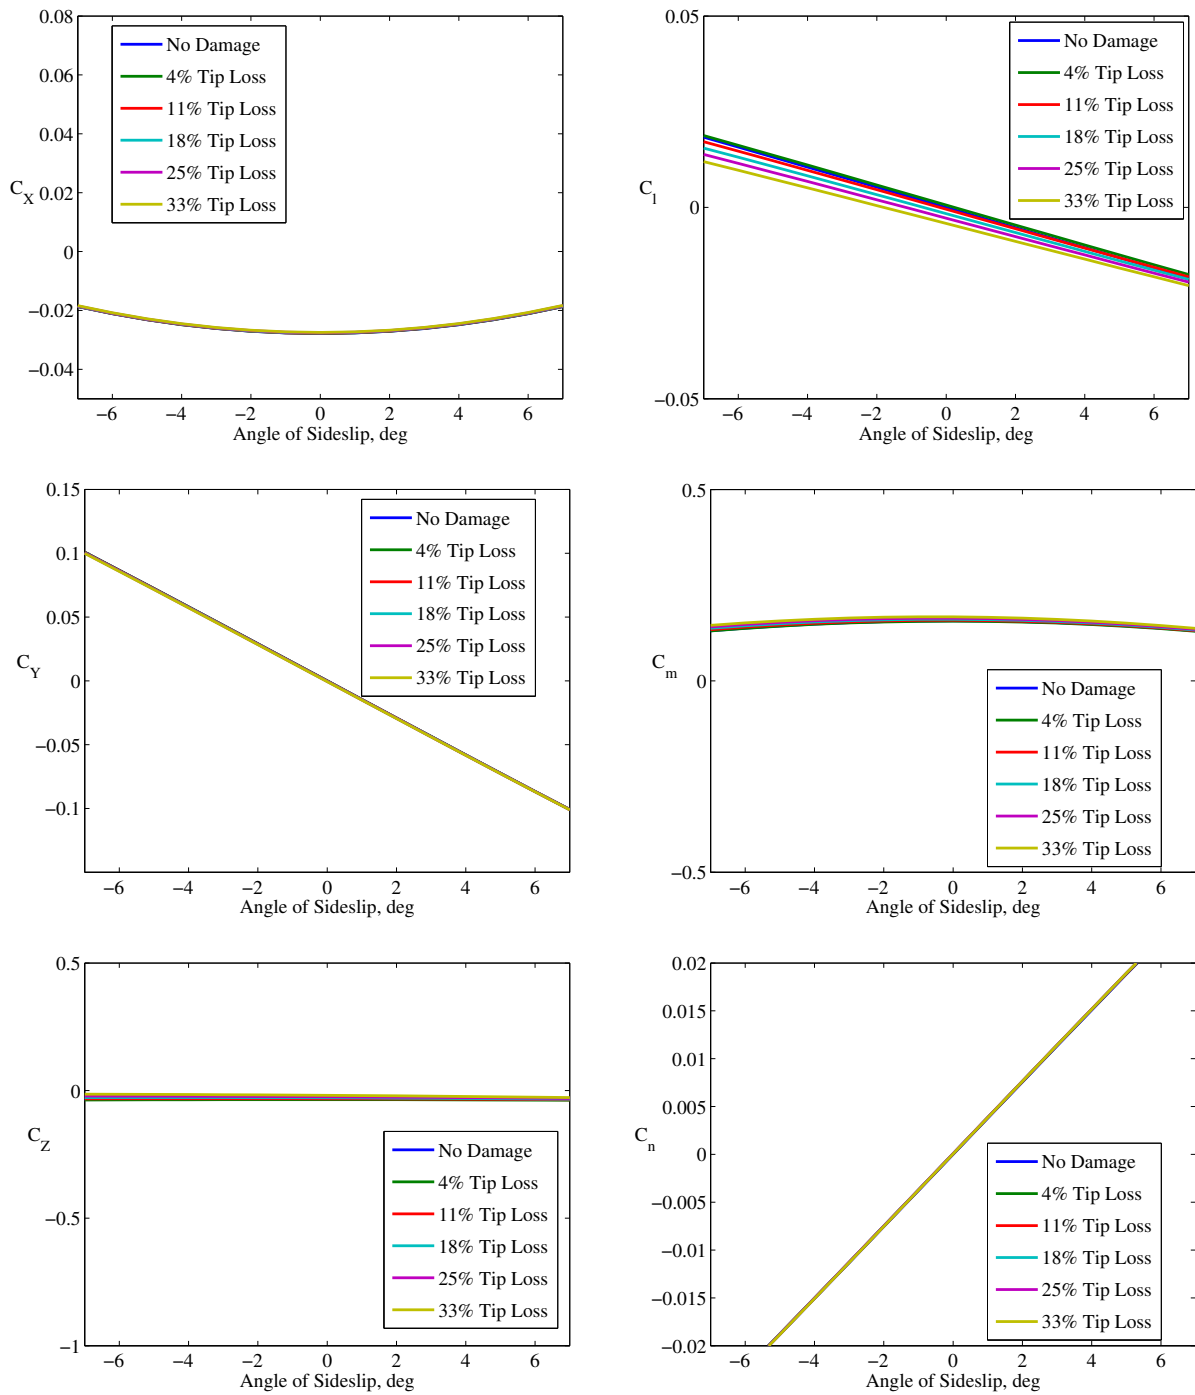 0.08
0.06
0.04
0.02
0
−0.02
−0.04
C_X
No Damage
4% Tip Loss
11% Tip Loss
18% Tip Loss
25% Tip Loss
33% Tip Loss
−6 −4 −2 0 2 4 6
Angle of Sideslip, deg
0.05
0
−0.05
C_l
No Damage
4% Tip Loss
11% Tip Loss
18% Tip Loss
25% Tip Loss
33% Tip Loss
−6 −4 −2 0 2 4 6
Angle of Sideslip, deg
0.15
0.1
0.05
0
−0.05
−0.1
C_Y
No Damage
4% Tip Loss
11% Tip Loss
18% Tip Loss
25% Tip Loss
33% Tip Loss
−6 −4 −2 0 2 4 6
Angle of Sideslip, deg
0.5
0
−0.5
C_m
No Damage
4% Tip Loss
11% Tip Loss
18% Tip Loss
25% Tip Loss
33% Tip Loss
−6 −4 −2 0 2 4 6
Angle of Sideslip, deg
0.5
0
−0.5
−1
C_Z
No Damage
4% Tip Loss
11% Tip Loss
18% Tip Loss
25% Tip Loss
33% Tip Loss
−6 −4 −2 0 2 4 6
Angle of Sideslip, deg
0.02
0.015
0.01
0.005
0
−0.005
−0.01
−0.015
−0.02
C_n
No Damage
4% Tip Loss
11% Tip Loss
18% Tip Loss
25% Tip Loss
33% Tip Loss
−6 −4 −2 0 2 4 6
Angle of Sideslip, deg